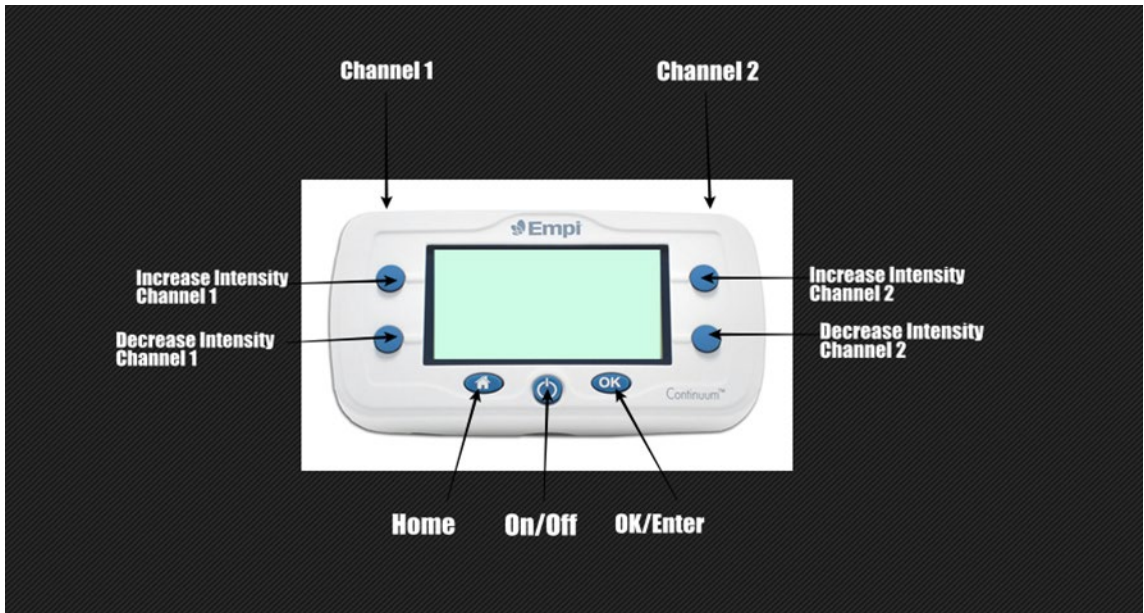 Channel 1
Channel 2
Empi
Increase Intensity
Channel 1
Increase Intensity
Channel 2
Decrease Intensity
Channel 1
Decrease Intensity
Channel 2
OK
Continuum™
Home
On/Off
OK/Enter